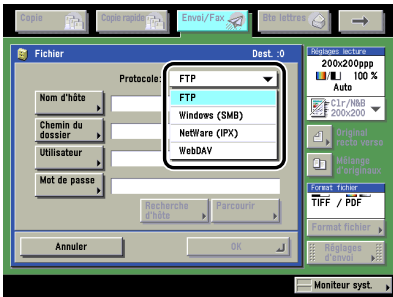 Copie
Copie rapide
Envoi/Fax
Btu lettres
Fichier
Dest. :0
Protocole:
FTP
FTP
Windows (SMB)
NetWare (IPX)
WebDAV
Nom d'hôte
Chemin du
dossier
Utilisateur
Mot de passe
Recherche
d'hôte
Parcourir
Annuler
OK
Réglages lecture
200x200ppp
100 %
Auto
Clr/N&B
200x200
Original
recto verso
Mélange
d'originaux
Format fichier
TIFF / PDF
Format fichier
Réglages
d'envoi
Moniteur syst.